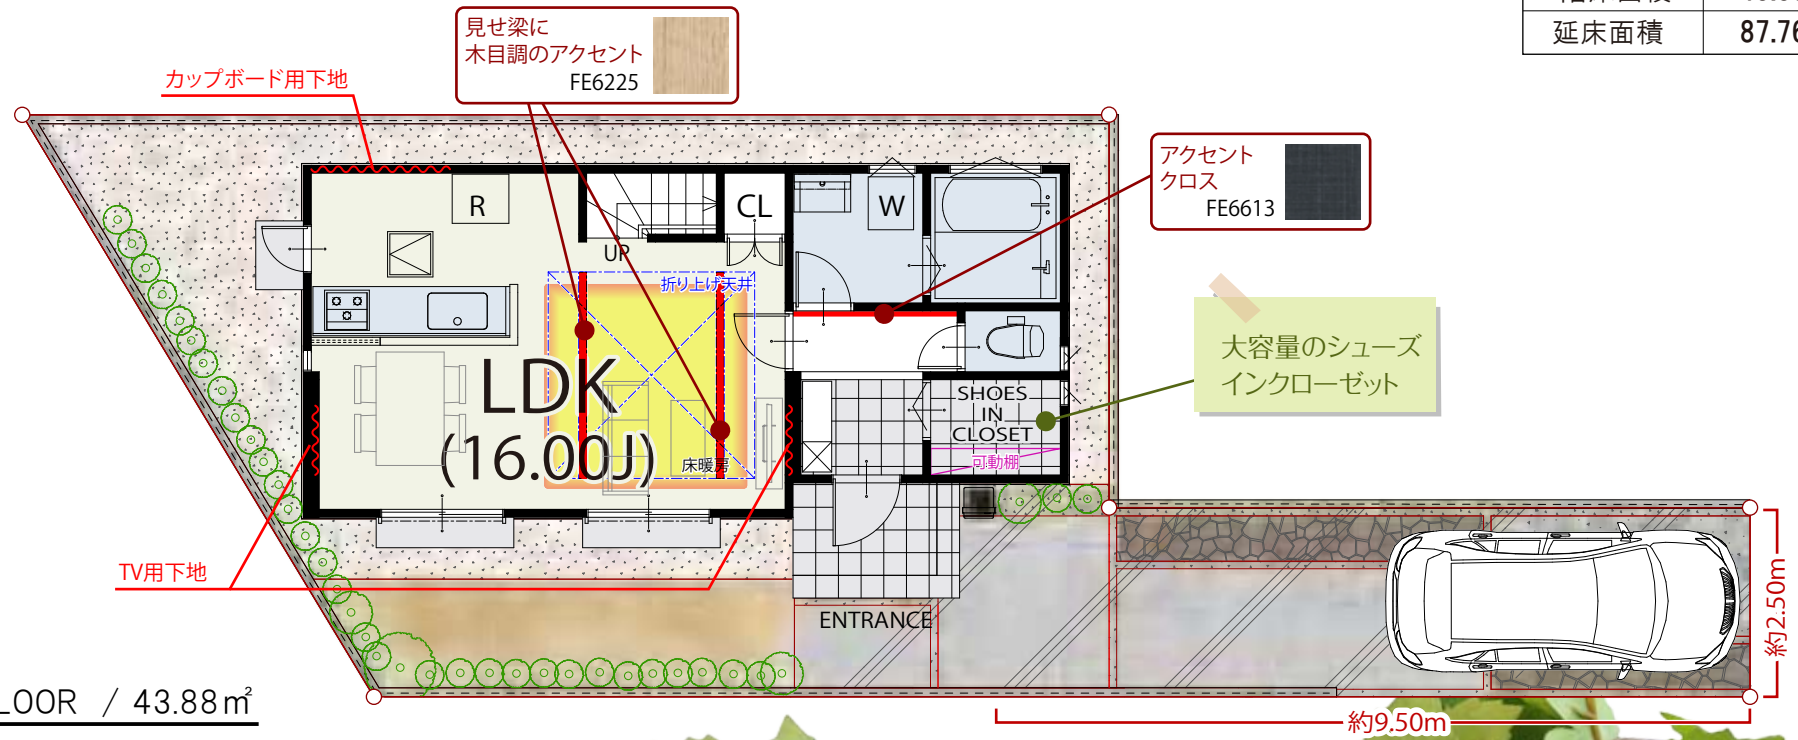 延床面積 87.76
見せ梁に
木目調のアクセント
FE6225
カップボード用下地
アクセント
クロス
FE6613
R
CL
W
UP
折り上げ天井
大容量のシューズ
インクローゼット
LDK
(16.00J)
床暖房
SHOES
IN
CLOSET
可動棚
TV用下地
ENTRANCE
約2.50m
LOOR / 43.88㎡
約9.50m